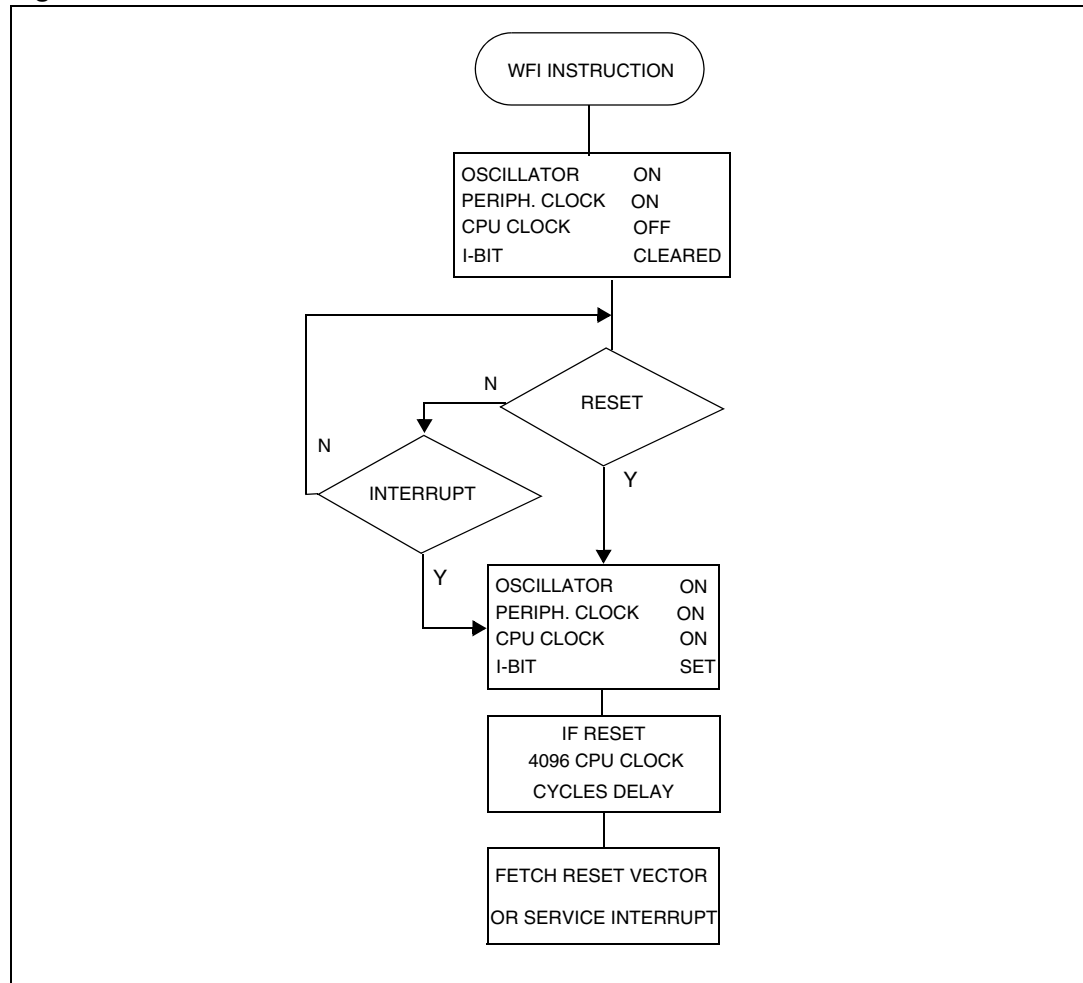 WFI INSTRUCTION
OSCILLATOR ON
PERIPH. CLOCK ON
CPU CLOCK OFF
I-BIT CLEARED
N
RESET
N
INTERRUPT
Y
Y
OSCILLATOR ON
PERIPH. CLOCK ON
CPU CLOCK ON
I-BIT SET
IF RESET
4096 CPU CLOCK
CYCLES DELAY
FETCH RESET VECTOR
OR SERVICE INTERRUPT